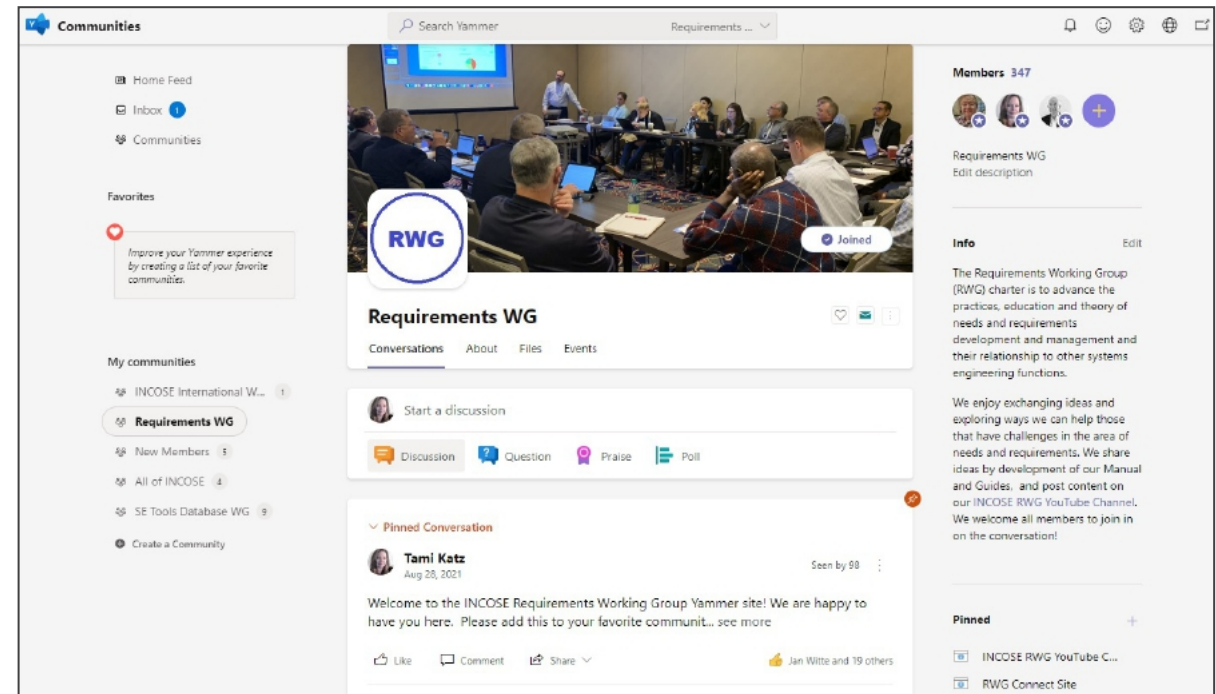 Communities
Search Yammer
Requirements ...
Home Feed
Inbox 1
Communities
Favorites
Improve your Yammer experience
by creating a list of your favorite
communities.
My communities
INCOSE International W... 1
Requirements WG
New Members 5
All of INCOSE 4
SE Tools Database WG 9
Create a Community
RWG
Joined
Requirements WG
Conversations About Files Events
Start a discussion
Discussion Question Praise Poll
Pinned Conversation
Tami Katz
Aug 28, 2021
Seen by 98
Welcome to the INCOSE Requirements Working Group Yammer site! We are happy to
have you here. Please add this to your favorite communit... see more
Like Comment Share
Jan Witte and 19 others
Members 347
Requirements WG
Edit description
Info Edit
The Requirements Working Group
(RWG) charter is to advance the
practices, education and theory of
needs and requirements
development and management and
their relationship to other systems
engineering functions.
We enjoy exchanging ideas and
exploring ways we can help those
that have challenges in the area of
needs and requirements. We share
ideas by development of our Manual
and Guides, and post content on
our INCOSE RWG YouTube Channel.
We welcome all members to join in
on the conversation!
Pinned
INCOSE RWG YouTube C...
RWG Connect Site